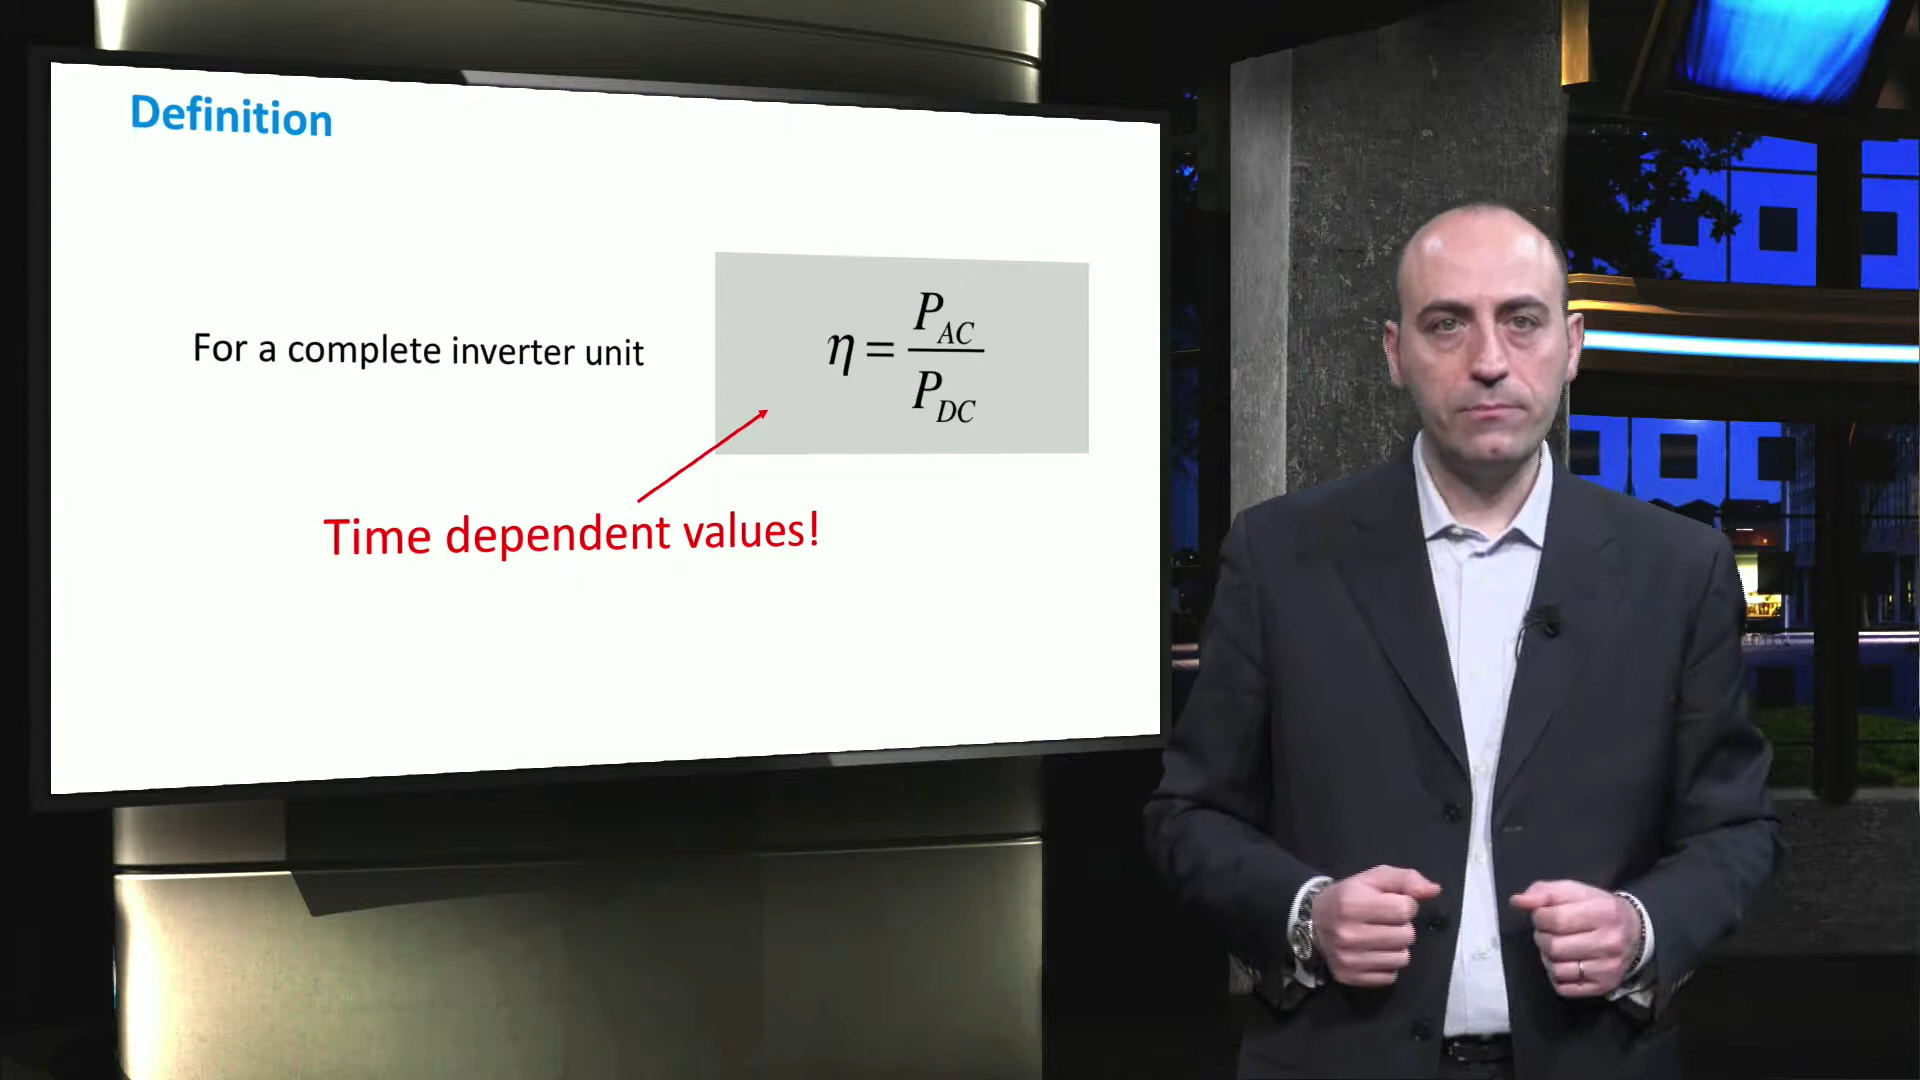 Definition
For a complete inverter unit
η = P_AC / P_DC
Time dependent values!